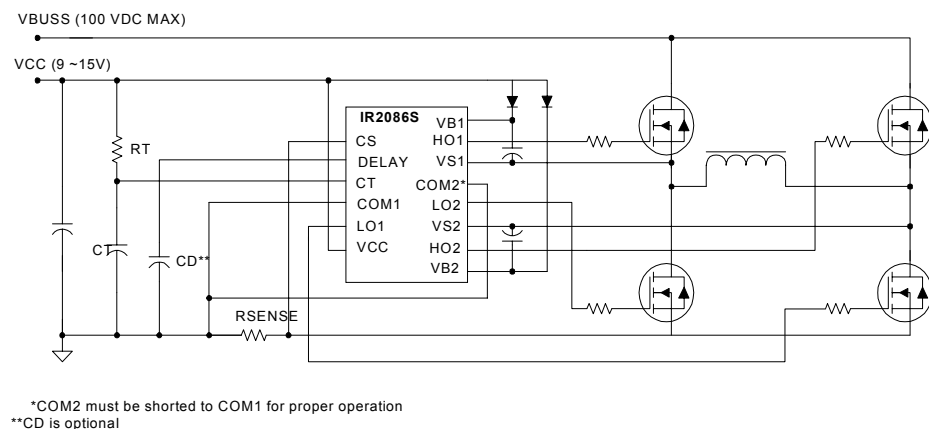 VBUSS (100 VDC MAX)
VCC (9 ~15V)
IR2086S
CS
DELAY
CT
COM1
LO1
VCC
VB1
HO1
VS1
COM2*
LO2
VS2
HO2
VB2
RT
CT
CD**
RSENSE
*COM2 must be shorted to COM1 for proper operation
**CD is optional